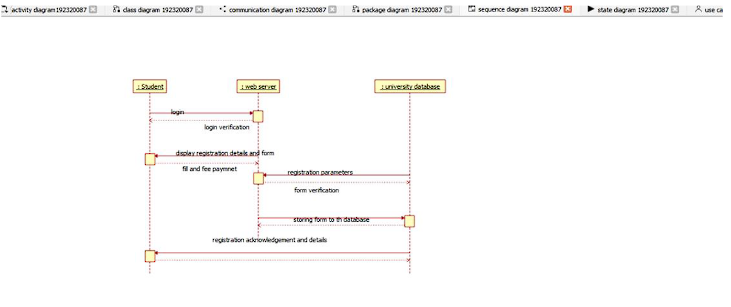 activity diagram192320087
class diagram 192320087
communication diagram 192320087
package diagram 192320087
sequence diagram 192320087
state diagram 192320087
use ca
: Student
: web server
: university database
login
login verification
display registration details and form
fill and fee paymnet
registration parameters
form verification
storing form to th database
registration acknowledgement and details